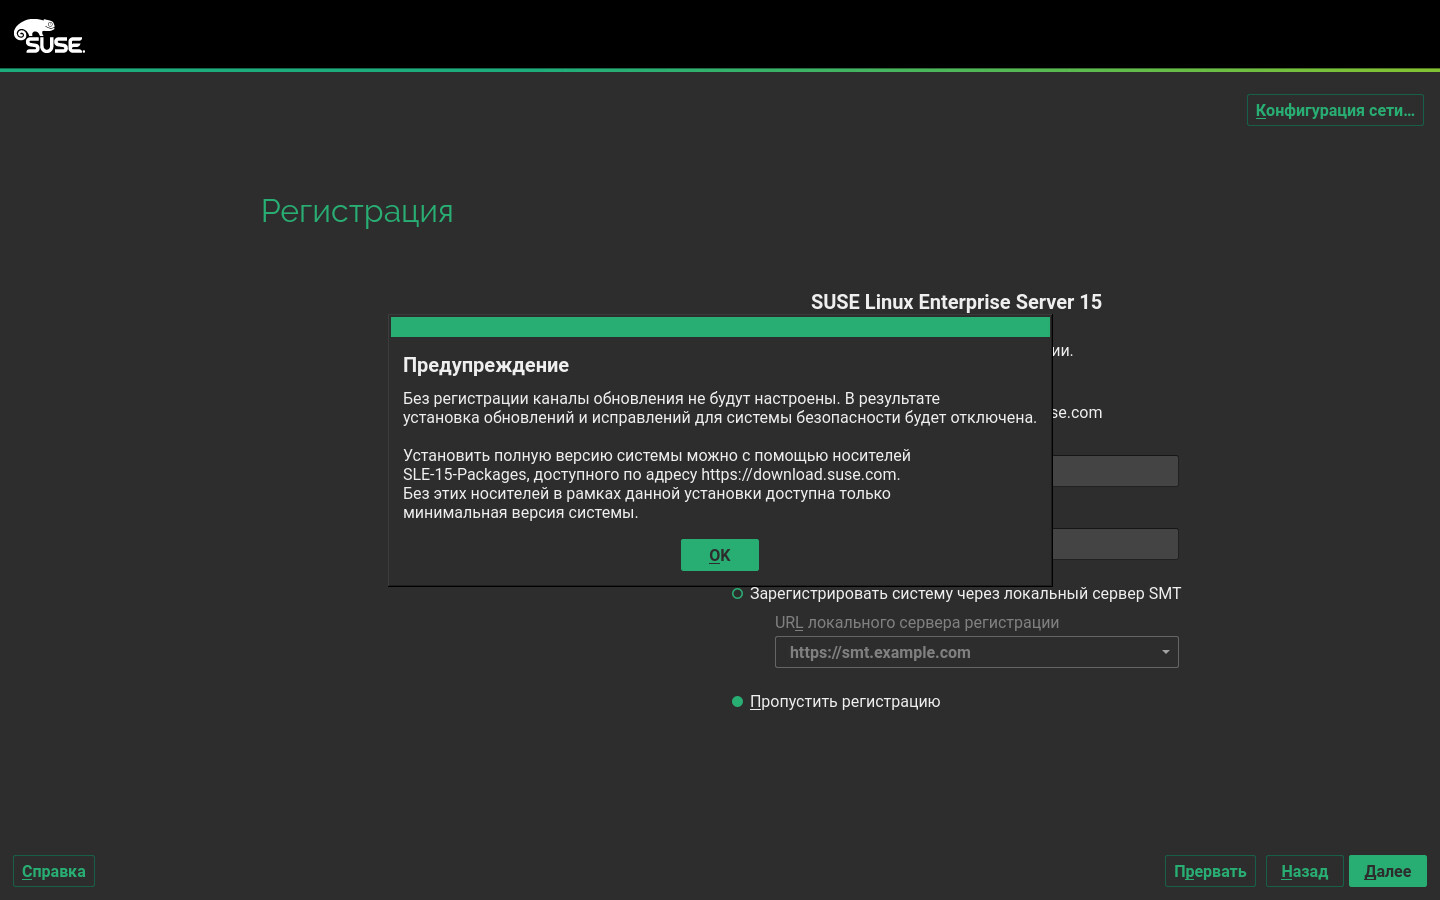 SUSE
Конфигурация сети...
Регистрация
SUSE Linux Enterprise Server 15
ии.
se.com
Предупреждение
Без регистрации каналы обновления не будут настроены. В результате
установка обновлений и исправлений для системы безопасности будет отключена.
Установить полную версию системы можно с помощью носителей
SLE-15-Packages, доступного по адресу https://download.suse.com.
Без этих носителей в рамках данной установки доступна только
минимальная версия системы.
OK
Зарегистрировать систему через локальный сервер SMT
URL локального сервера регистрации
https://smt.example.com
Пропустить регистрацию
Справка
Прервать
Назад
Далее